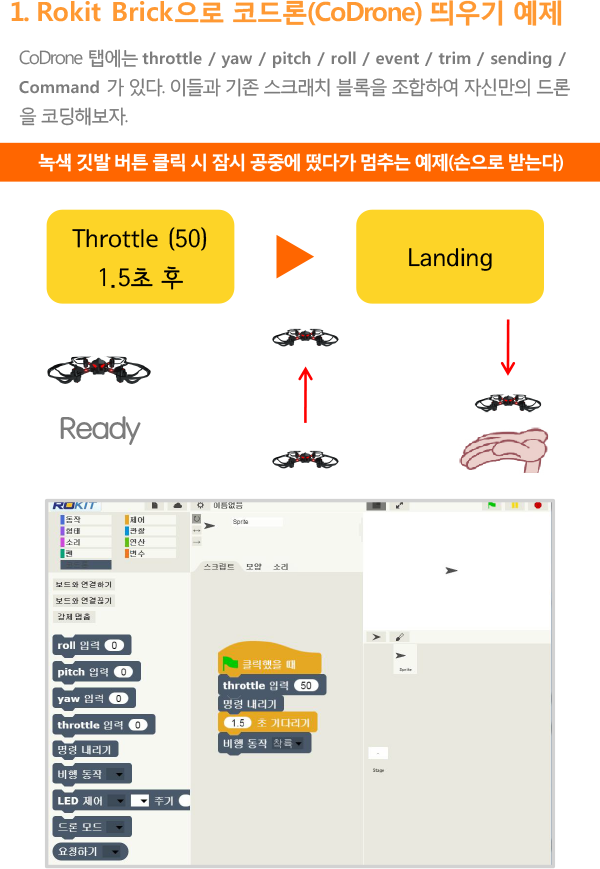 1. Rokit Brick으로 코드론(CoDrone) 띄우기 예제
CoDrone 탭에는 throttle / yaw / pitch / roll / event / trim / sending /
Command 가 있다. 이들과 기존 스크래치 블록을 조합하여 자신만의 드론
을 코딩해보자.
녹색 깃발 버튼 클릭 시 잠시 공중에 떴다가 멈추는 예제(손으로 받는다)
Throttle (50)
1.5초 후
Landing
Ready
ROKIT
이름없음
동작 제어
형태 관찰
소리 연산
펜 변수
Sprite
스크립트 모양 소리
보드와 연결하기
보드와 연결끊기
강제 멈춤
roll 입력 0
pitch 입력 0
yaw 입력 0
throttle 입력 0
명령 내리기
비행 동작
LED 제어 주기
드론 모드
요청하기
클릭했을 때
throttle 입력 50
명령 내리기
1.5 초 기다리기
비행 동작 착륙
Sprite
Stage